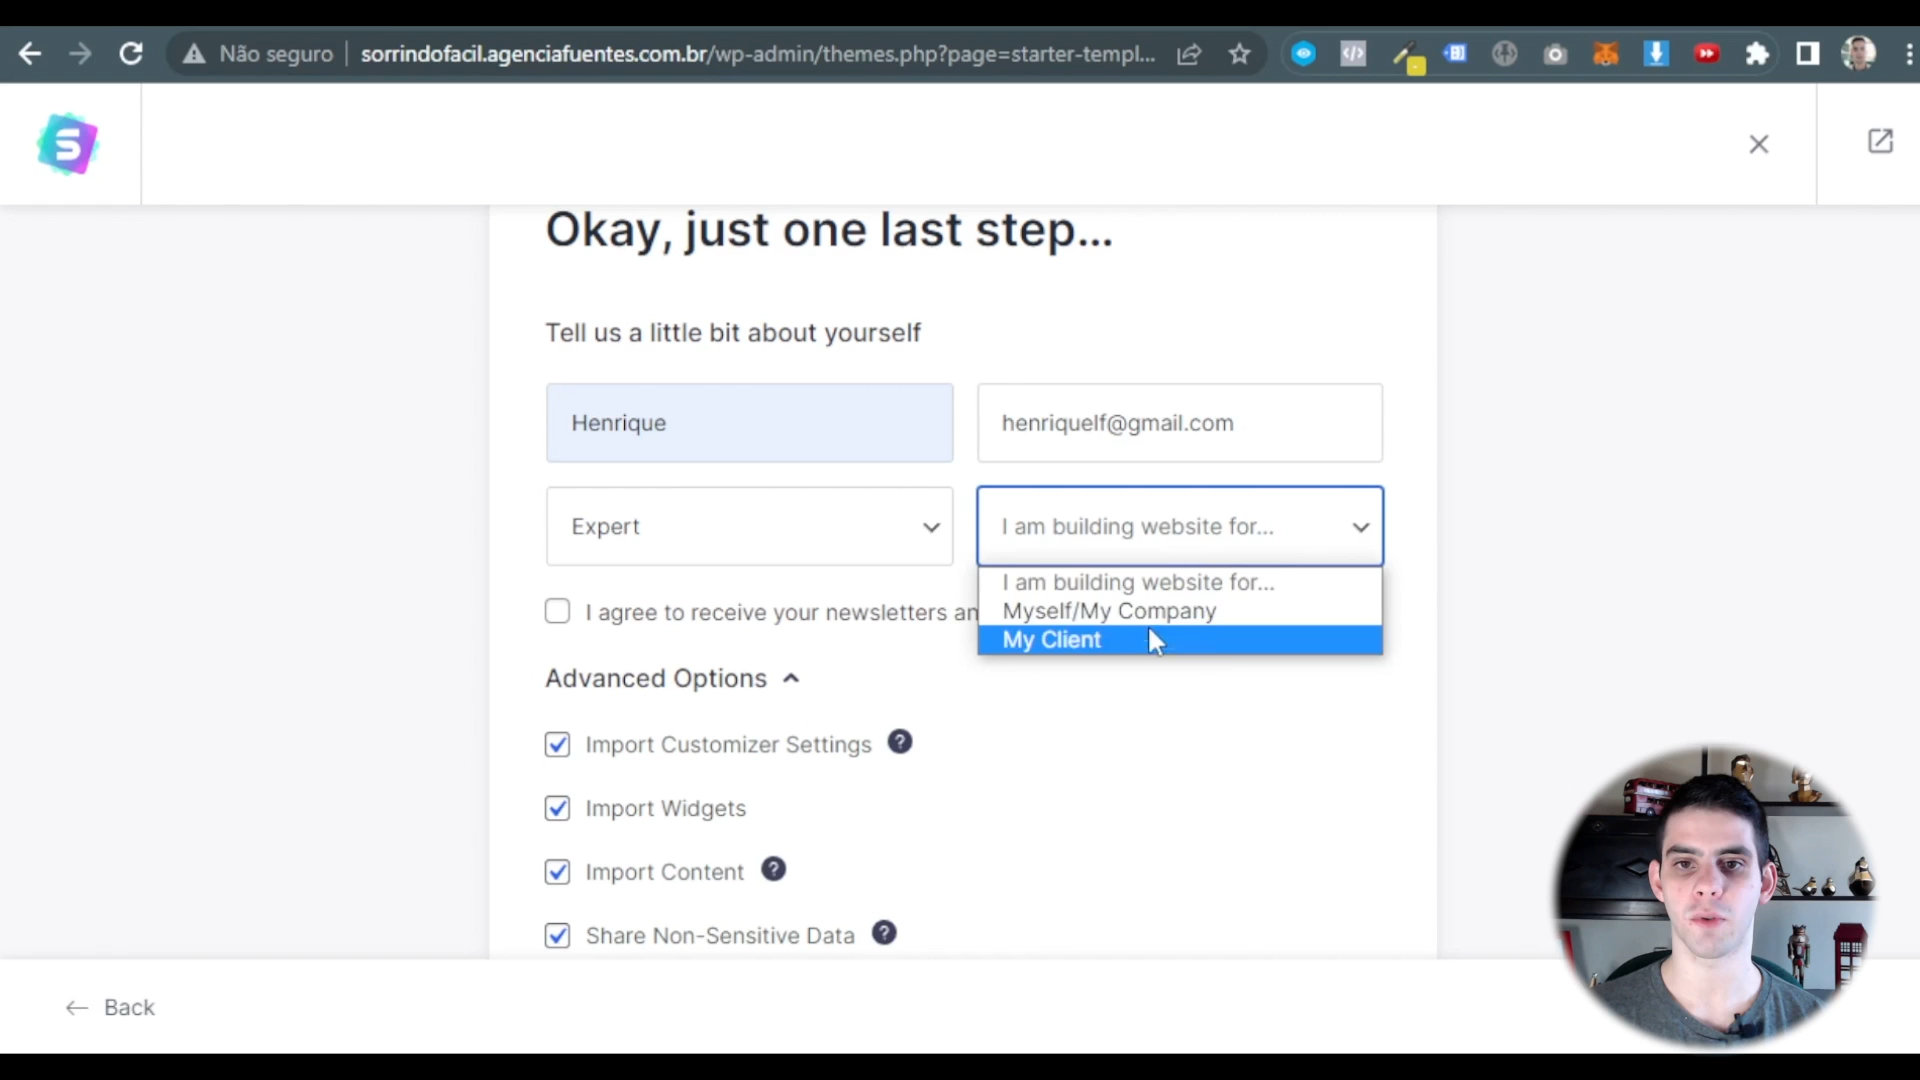 Não seguro
sorrindofacil.agenciafuentes.com.br/wp-admin/themes.php?page=starter-templ...
S
Okay, just one last step...
Tell us a little bit about yourself
Henrique
henriquelf@gmail.com
Expert
I am building website for...
I am building website for...
Myself/My Company
My Client
I agree to receive your newsletters an
Advanced Options
Import Customizer Settings ?
Import Widgets
Import Content ?
Share Non-Sensitive Data ?
← Back